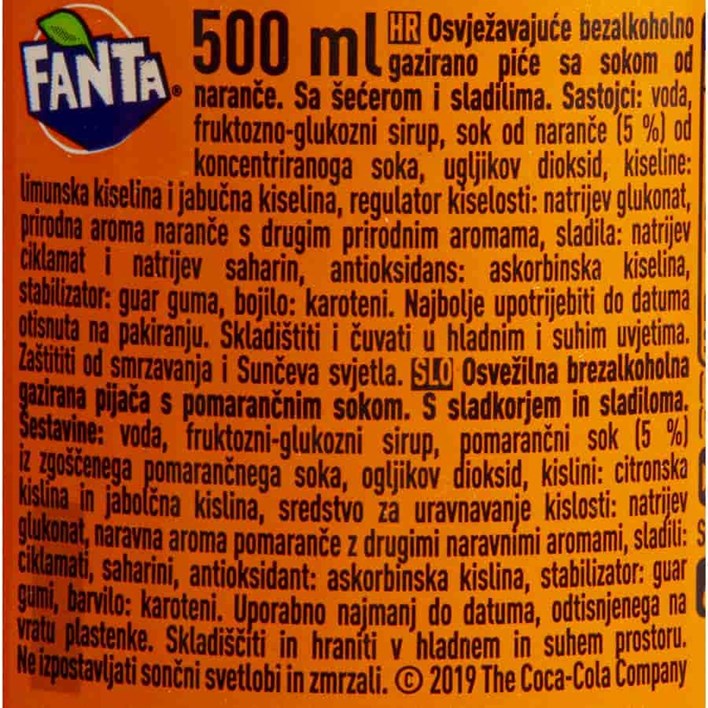 FANTA®
500 ml HR Osvježavajuće bezalkoholno
gazirano piće sa sokom od
naranče. Sa šećerom i sladilima. Sastojci: voda,
fruktozno-glukozni sirup, sok od naranče (5 %) od
koncentriranoga soka, ugljikov dioksid, kiseline:
limunska kiselina i jabučna kiselina, regulator kiselosti: natrijev glukonat,
prirodna aroma naranče s drugim prirodnim aromama, sladila: natrijev
ciklamat i natrijev saharin, antioksidans: askorbinska kiselina,
stabilizator: guar guma, bojilo: karoteni. Najbolje upotrijebiti do datuma
otisnuta na pakiranju. Skladištiti i čuvati u hladnim i suhim uvjetima.
Zaštititi od smrzavanja i Sunčeva svjetla. SLO Osvežilna brezalkoholna
gazirana pijača s pomarančnim sokom. S sladkorjem in sladiloma.
Šestavine: voda, fruktozni-glukozni sirup, pomarančni sok (5 %)
iz zgoščenega pomarančnega soka, ogljikov dioksid, kislini: citronska
kislina in jabolčna kislina, sredstvo za uravnavanje kislosti: natrijev
glukonat, naravna aroma pomaranče z drugimi naravnimi aromami, sladili:
ciklamati, saharini, antioksidant: askorbinska kislina, stabilizator: guar
gumi, barvilo: karoteni. Uporabno najmanj do datuma, odtisnjenega na
vratu plastenke. Skladiščiti in hraniti v hladnem in suhem prostoru.
Ne izpostavljati sončni svetlobi in zmrzali. © 2019 The Coca-Cola Company